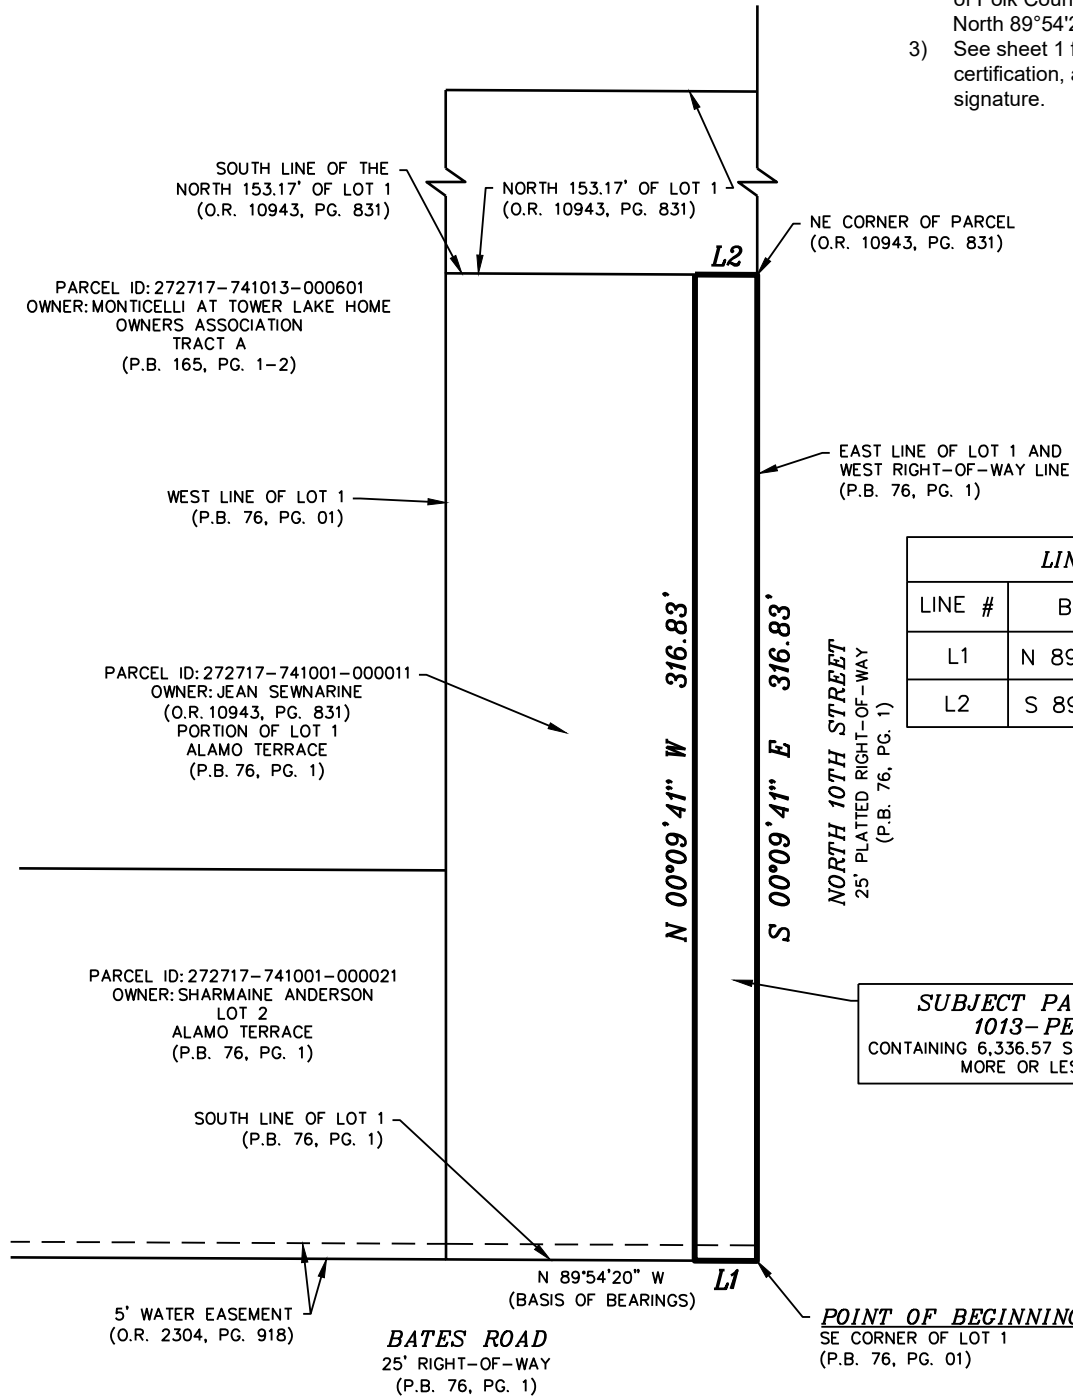 of Polk Coun
North 89°54'2
3) See sheet 1 f
certification, a
signature.
SOUTH LINE OF THE
NORTH 153.17' OF LOT 1
(O.R. 10943, PG. 831)
NORTH 153.17' OF LOT 1
(O.R. 10943, PG. 831)
NE CORNER OF PARCEL
(O.R. 10943, PG. 831)
L2
PARCEL ID: 272717-741013-000601
OWNER: MONTICELLI AT TOWER LAKE HOME
OWNERS ASSOCIATION
TRACT A
(P.B. 165, PG. 1-2)
EAST LINE OF LOT 1 AND
WEST RIGHT-OF-WAY LINE
(P.B. 76, PG. 1)
WEST LINE OF LOT 1
(P.B. 76, PG. 01)
LIN
LINE # B
L1 N 89
L2 S 89
N 00°09'41" W 316.83'
S 00°09'41" E 316.83'
NORTH 10TH STREET
25' PLATTED RIGHT-OF-WAY
(P.B. 76, PG. 1)
PARCEL ID: 272717-741001-000011
OWNER: JEAN SEWNARINE
(O.R. 10943, PG. 831)
PORTION OF LOT 1
ALAMO TERRACE
(P.B. 76, PG. 1)
PARCEL ID: 272717-741001-000021
OWNER: SHARMAINE ANDERSON
LOT 2
ALAMO TERRACE
(P.B. 76, PG. 1)
SUBJECT PA
1013-PE
CONTAINING 6,336.57 S
MORE OR LES
SOUTH LINE OF LOT 1
(P.B. 76, PG. 1)
N 89°54'20" W
(BASIS OF BEARINGS)
L1
5' WATER EASEMENT
(O.R. 2304, PG. 918)
BATES ROAD
25' RIGHT-OF-WAY
(P.B. 76, PG. 1)
POINT OF BEGINNING
SE CORNER OF LOT 1
(P.B. 76, PG. 01)